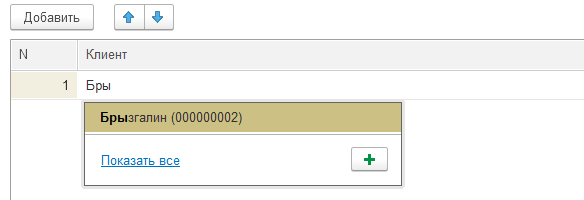 Добавить
N Клиент
1 Бры
Брызгалин (000000002)
Показать все